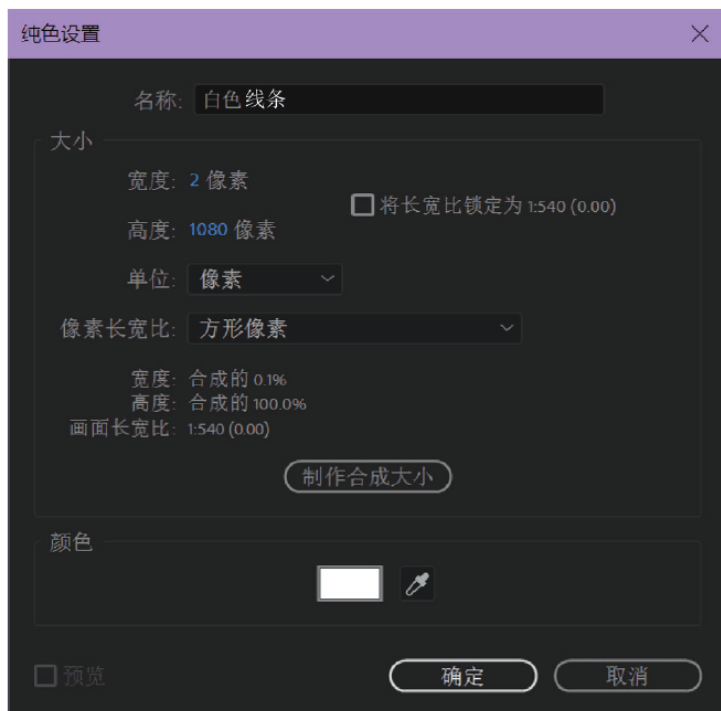 纯色设置
名称: 白色线条
大小
宽度: 2 像素
将长宽比锁定为 1:540 (0.00)
高度: 1080 像素
单位: 像素
像素长宽比: 方形像素
宽度: 合成的 0.1%
高度: 合成的 100.0%
画面长宽比: 1:540 (0.00)
制作合成大小
颜色
预览 确定 取消